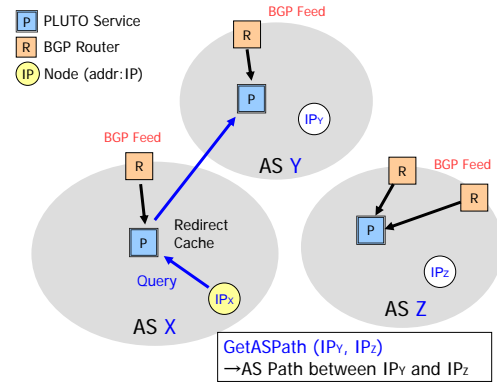 P PLUTO Service
R BGP Router
IP Node (addr:IP)
BGP Feed
R
P
IPY
AS Y
BGP Feed
R
P
Redirect
Cache
Query
IPX
AS X
BGP Feed
R
R
P
IPZ
AS Z
GetASPath (IPY, IPZ)
→AS Path between IPY and IPZ